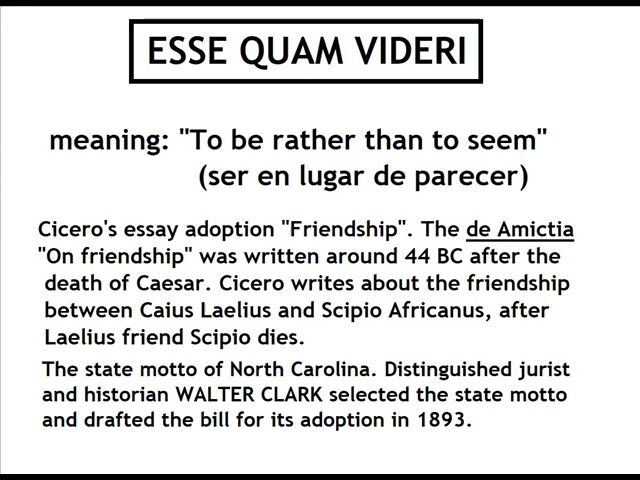 ESSE QUAM VIDERI
meaning: "To be rather than to seem"
(ser en lugar de parecer)
Cicero's essay adoption "Friendship". The de Amictia
"On friendship" was written around 44 BC after the
death of Caesar. Cicero writes about the friendship
between Caius Laelius and Scipio Africanus, after
Laelius friend Scipio dies.
The state motto of North Carolina. Distinguished jurist
and historian WALTER CLARK selected the state motto
and drafted the bill for its adoption in 1893.